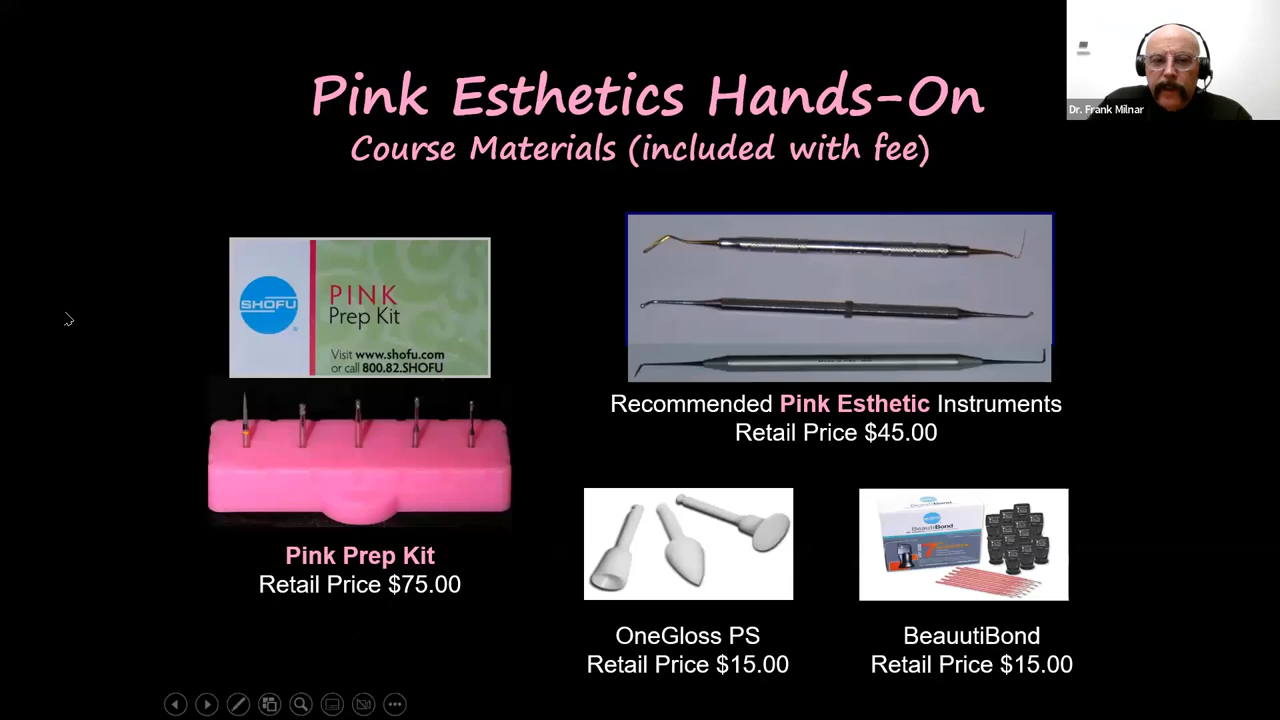 Pink Esthetics Hands-On
Course Materials (included with fee)
Dr. Frank Milnar
SHOFU
PINK
Prep Kit
Visit www.shofu.com
or call 800.82.SHOFU
Recommended Pink Esthetic Instruments
Retail Price $45.00
Pink Prep Kit
Retail Price $75.00
BeautiBond
7
OneGloss PS
Retail Price $15.00
BeauutiBond
Retail Price $15.00